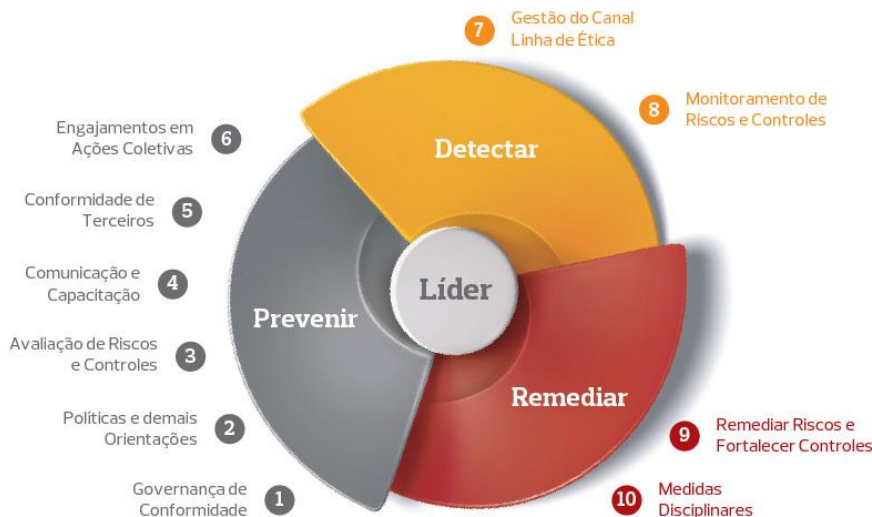 7
Gestão do Canal
Linha de Ética
8
Monitoramento de
Riscos e Controles
Detectar
Engajamentos em
Ações Coletivas
6
Conformidade de
Terceiros
5
Comunicação e
Capacitação
4
Avaliação de Riscos
e Controles
3
Políticas e demais
Orientações
2
Governança de
Conformidade
1
Prevenir
Líder
Remediar
9
Remediar Riscos e
Fortalecer Controles
10
Medidas
Disciplinares